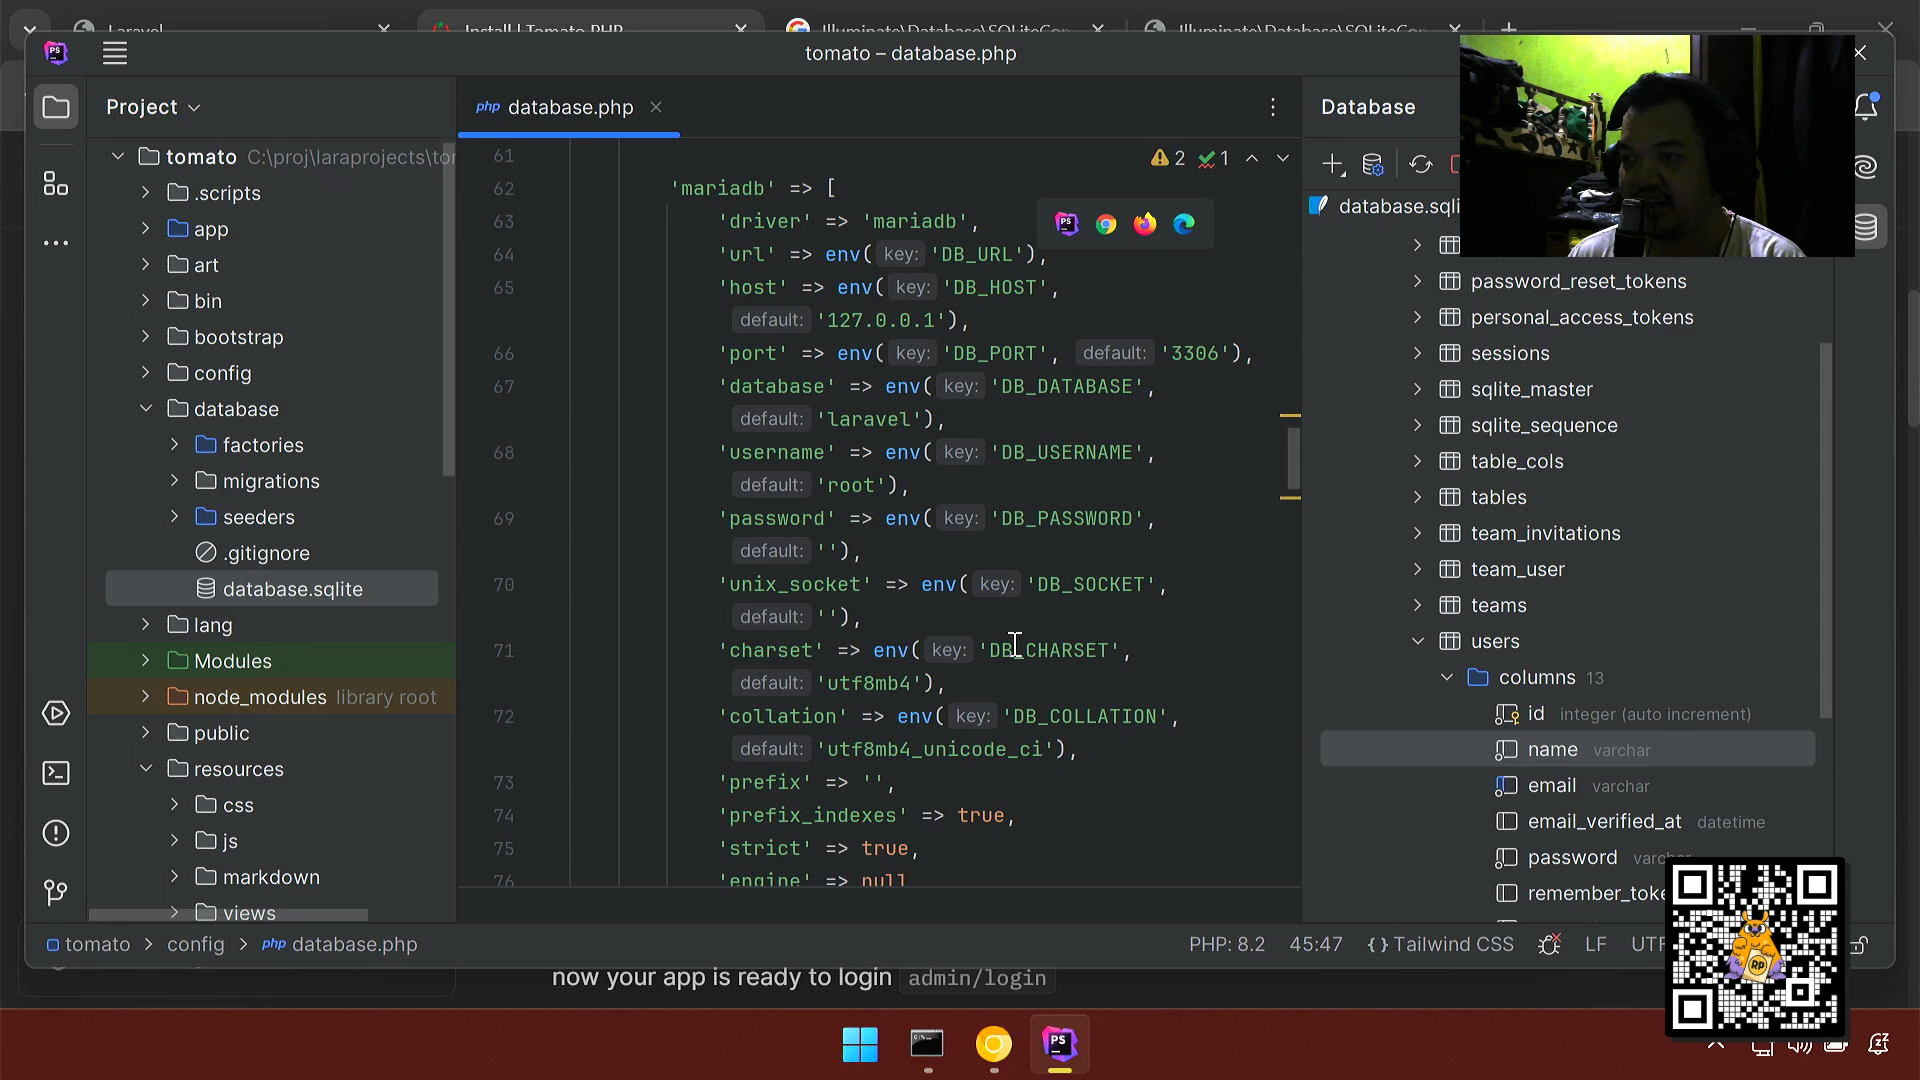 Laravel
Install | Tomato PHP
Illuminate\Database\SQLiteCon
Illuminate\Database\SQLiteCon
PS
tomato – database.php
Project
php database.php
Database
tomato C:\proj\laraprojects\tor
.scripts
app
art
bin
bootstrap
config
database
factories
migrations
seeders
.gitignore
database.sqlite
lang
Modules
node_modules library root
public
resources
css
js
markdown
views
2 1
61
62 'mariadb' => [
63 'driver' => 'mariadb',
64 'url' => env( key: 'DB_URL'),
65 'host' => env( key: 'DB_HOST',
default: '127.0.0.1'),
66 'port' => env( key: 'DB_PORT', default: '3306'),
67 'database' => env( key: 'DB_DATABASE',
default: 'laravel'),
68 'username' => env( key: 'DB_USERNAME',
default: 'root'),
69 'password' => env( key: 'DB_PASSWORD',
default: ''),
70 'unix_socket' => env( key: 'DB_SOCKET',
default: ''),
71 'charset' => env( key: 'DB_CHARSET',
default: 'utf8mb4'),
72 'collation' => env( key: 'DB_COLLATION',
default: 'utf8mb4_unicode_ci'),
73 'prefix' => '',
74 'prefix_indexes' => true,
75 'strict' => true,
76 'engine' => null
PS
database.sqli
password_reset_tokens
personal_access_tokens
sessions
sqlite_master
sqlite_sequence
table_cols
tables
team_invitations
team_user
teams
users
columns 13
id integer (auto increment)
name varchar
email varchar
email_verified_at datetime
password varchar
remember_toke
RP
tomato > config > php database.php
PHP: 8.2 45:47 {} Tailwind CSS LF UTF
now your app is ready to login admin/login
PS